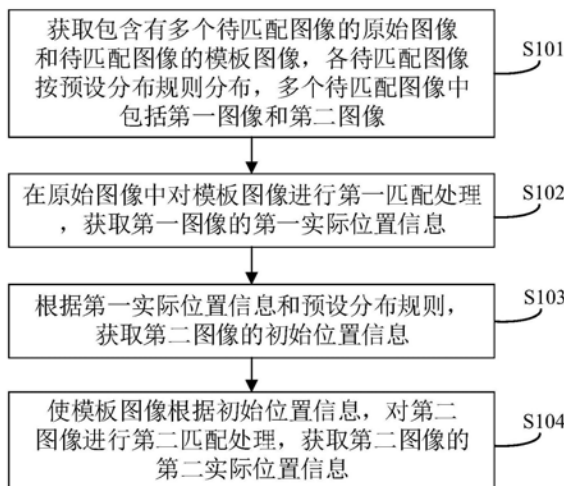 获取包含有多个待匹配图像的原始图像
和待匹配图像的模板图像，各待匹配图像
按预设分布规则分布，多个待匹配图像中
包括第一图像和第二图像
S101
在原始图像中对模板图像进行第一匹配处理
，获取第一图像的第一实际位置信息
S102
根据第一实际位置信息和预设分布规则，
获取第二图像的初始位置信息
S103
使模板图像根据初始位置信息，对第二
图像进行第二匹配处理，获取第二图像的
第二实际位置信息
S104